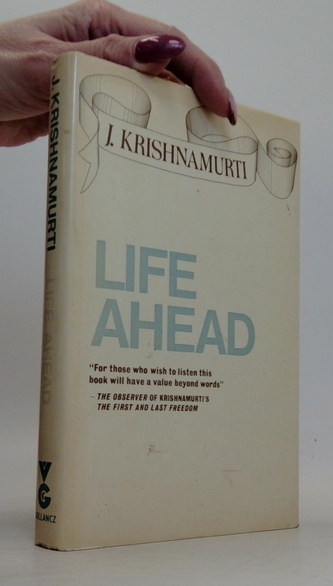 J. KRISHNAMURTI
LIFE
AHEAD
"For those who wish to listen this
book will have a value beyond words"
- THE OBSERVER OF KRISHNAMURTI'S
THE FIRST AND LAST FREEDOM
J. KRISHNAMURTI LIFE AHEAD
VG
GOLLANCZ